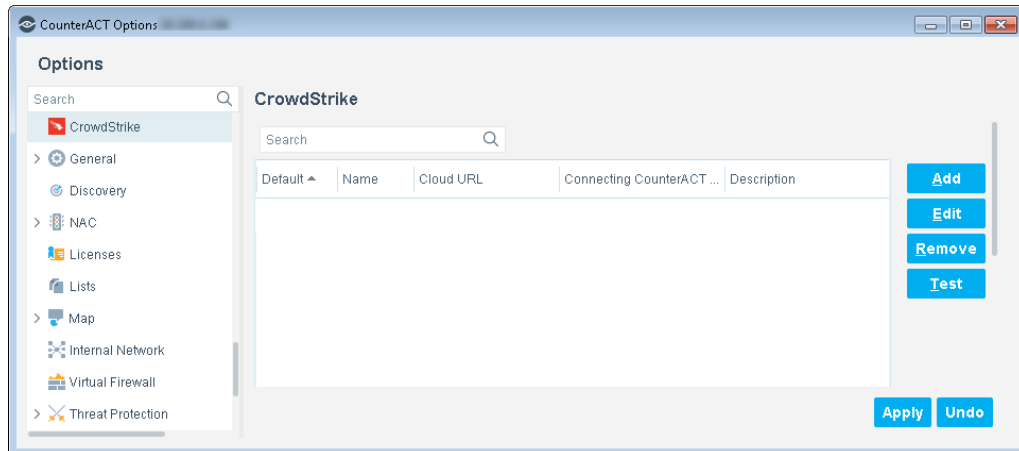 CounterACT Options
Options
Search
CrowdStrike
General
Discovery
NAC
Licenses
Lists
Map
Internal Network
Virtual Firewall
Threat Protection
CrowdStrike
Search
Default Name Cloud URL Connecting CounterACT ... Description
Add
Edit
Remove
Test
Apply Undo